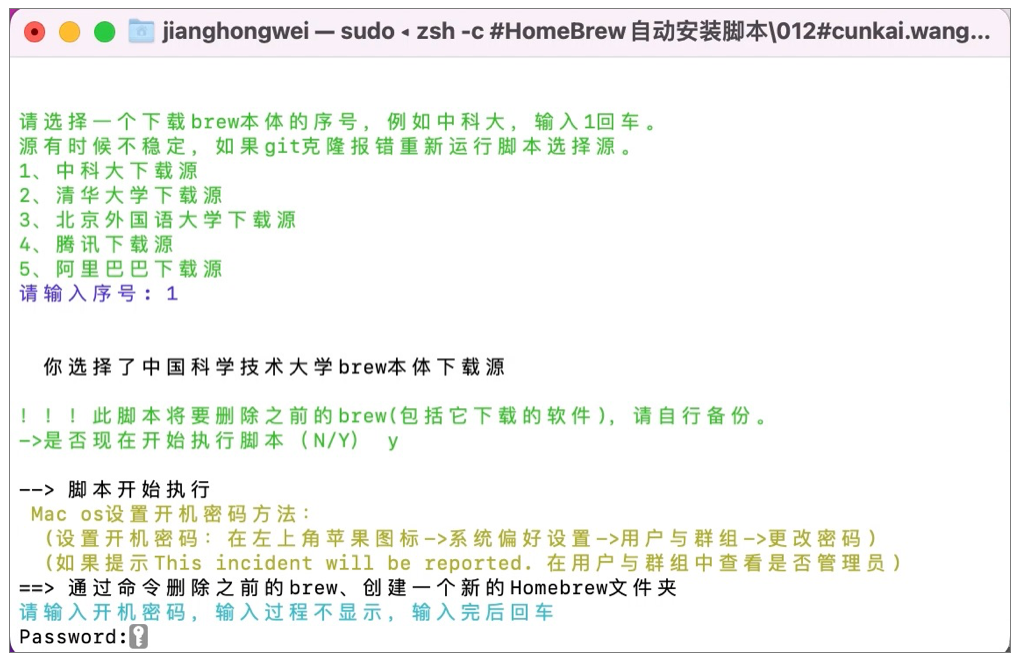 jianghongwei — sudo ◂ zsh -c #HomeBrew 自动安装脚本\012#cunkai.wang...
请选择一个下载brew本体的序号，例如中科大，输入1回车。
源有时候不稳定，如果git克隆报错重新运行脚本选择源。
1、中科大下载源
2、清华大学下载源
3、北京外国语大学下载源
4、腾讯下载源
5、阿里巴巴下载源
请输入序号: 1
你选择了中国科学技术大学brew本体下载源
！！！此脚本将要删除之前的brew(包括它下载的软件)，请自行备份。
->是否现在开始执行脚本（N/Y） y
--> 脚本开始执行
Mac os设置开机密码方法：
(设置开机密码：在左上角苹果图标->系统偏好设置->用户与群组->更改密码)
(如果提示This incident will be reported. 在用户与群组中查看是否管理员)
==> 通过命令删除之前的brew、创建一个新的Homebrew文件夹
请输入开机密码，输入过程不显示，输入完后回车
Password: